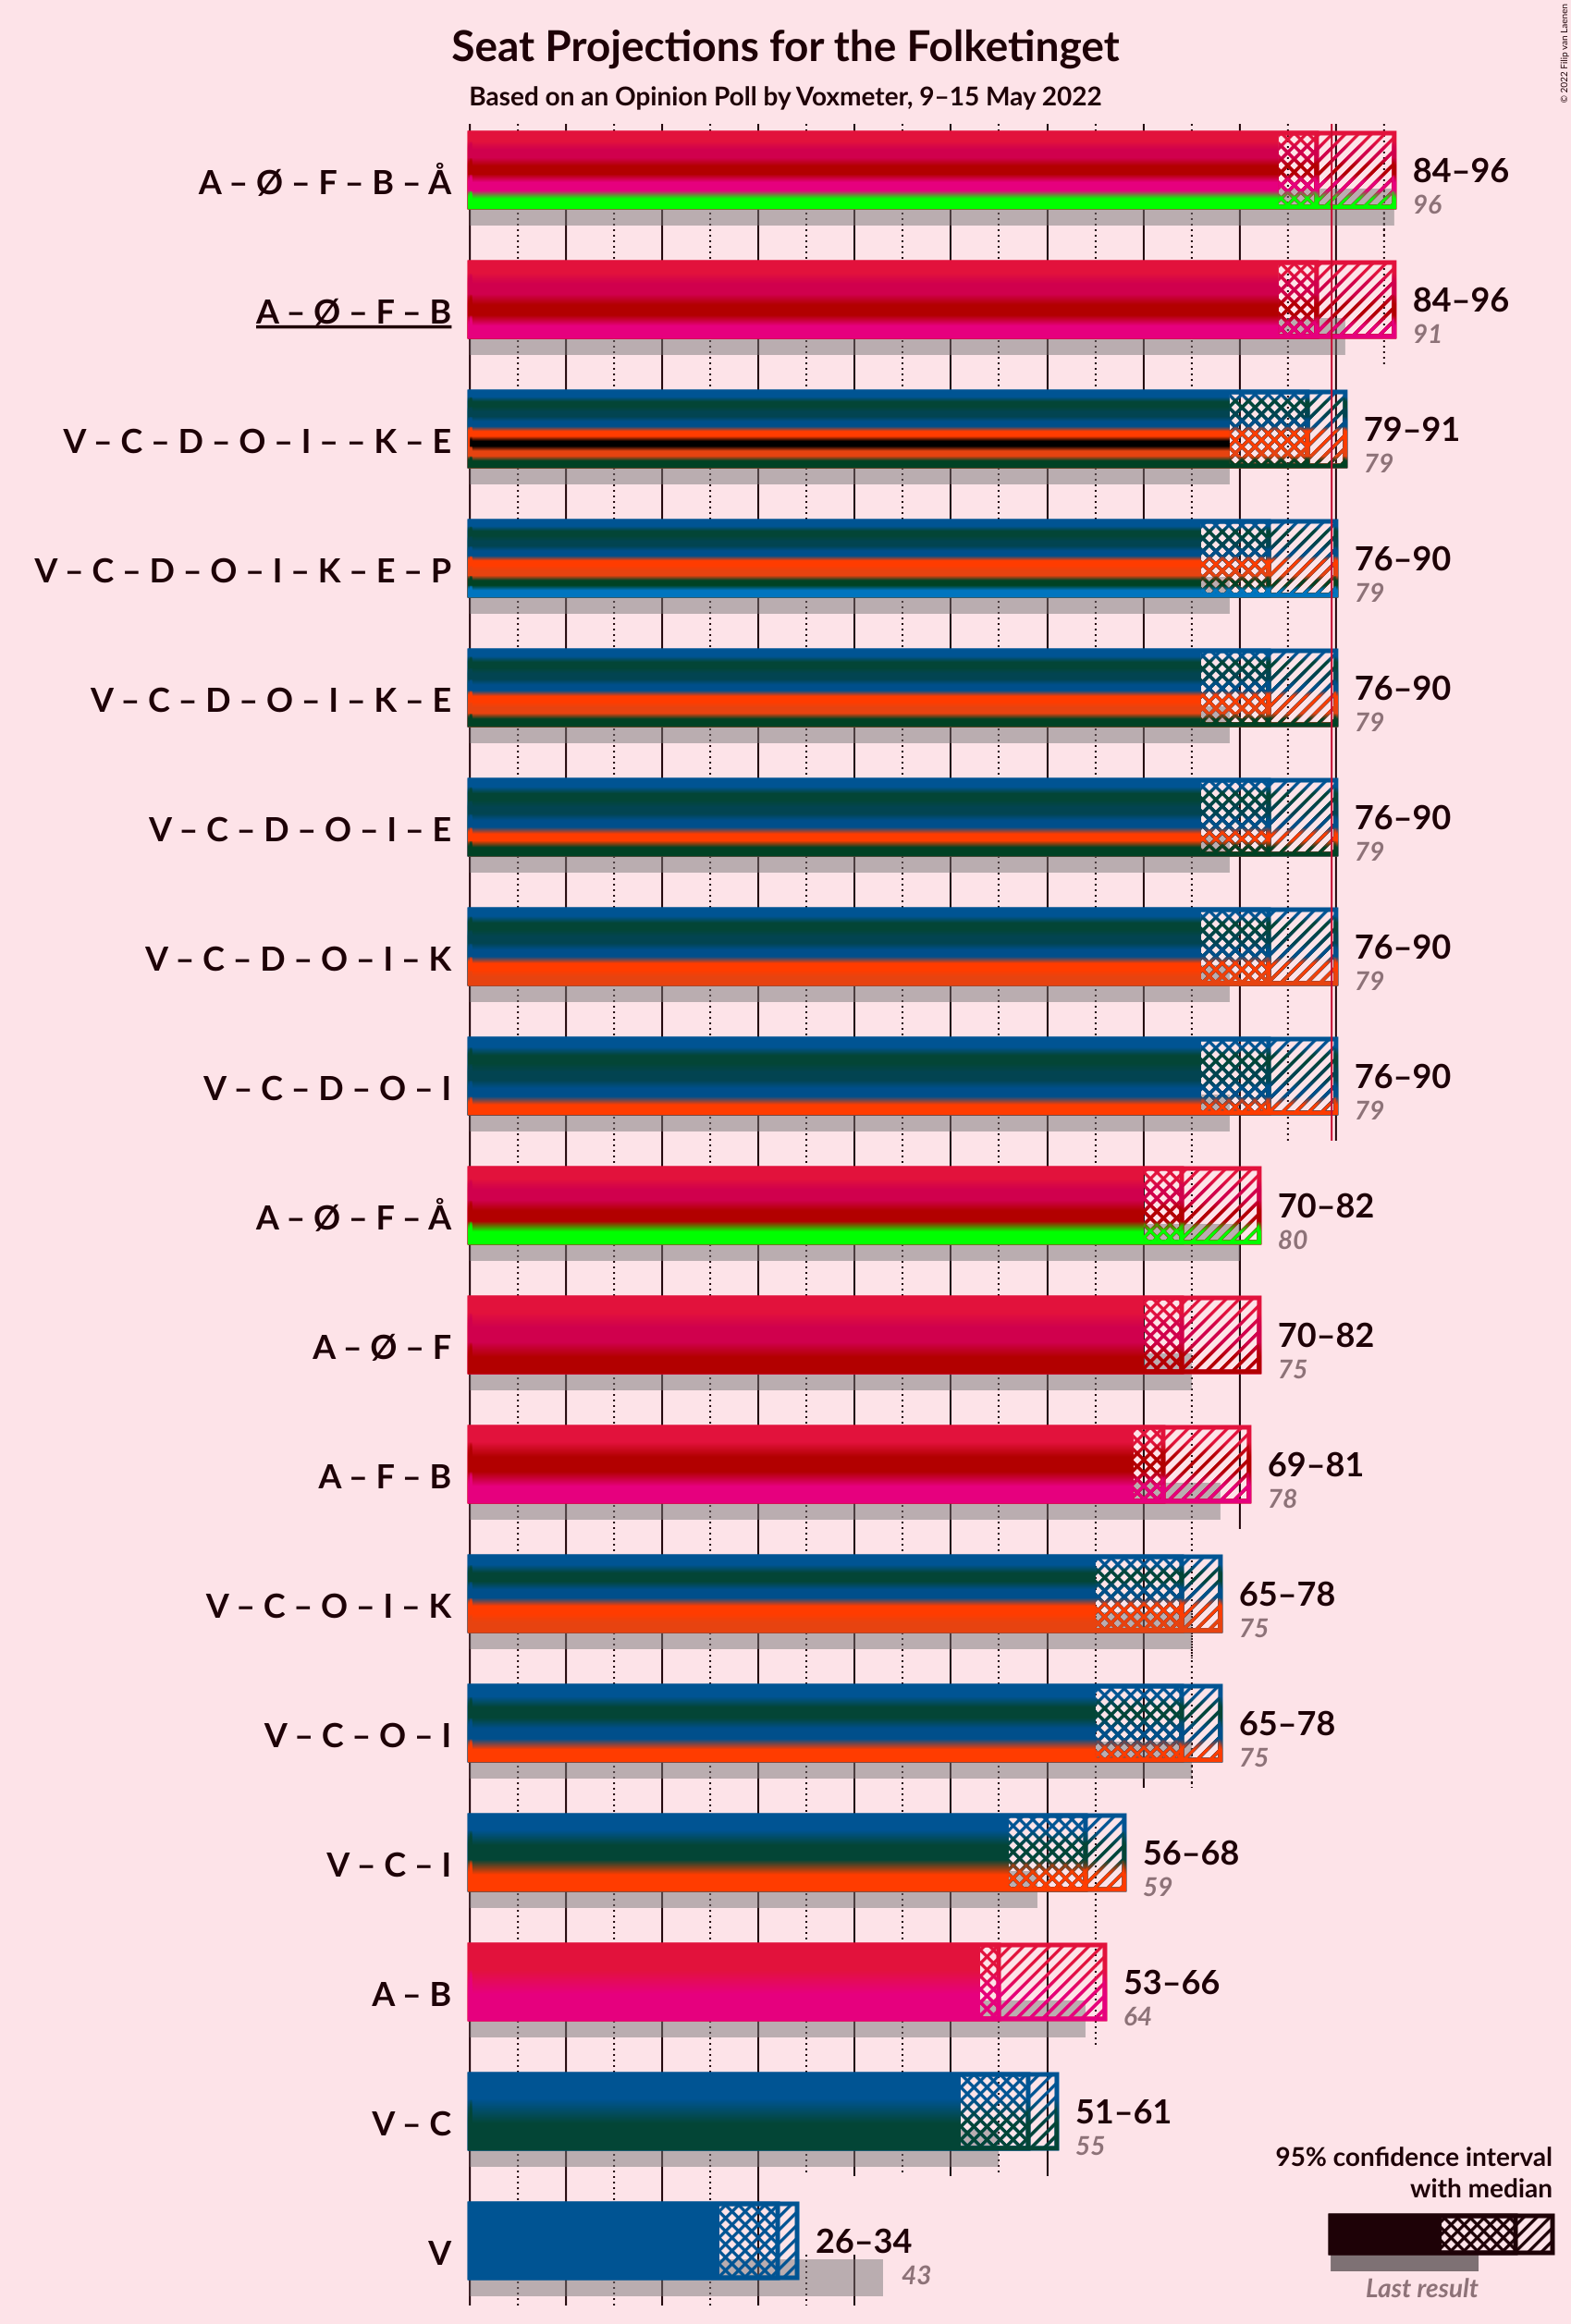 Seat Projections for the Folketinget
Based on an Opinion Poll by Voxmeter, 9–15 May 2022
© 2022 Filip van Laenen
A – Ø – F – B – Å
84–96
96
A – Ø – F – B
84–96
91
V – C – D – O – I – – K – E
79–91
79
V – C – D – O – I – K – E – P
76–90
79
V – C – D – O – I – K – E
76–90
79
V – C – D – O – I – E
76–90
79
V – C – D – O – I – K
76–90
79
V – C – D – O – I
76–90
79
A – Ø – F – Å
70–82
80
A – Ø – F
70–82
75
A – F – B
69–81
78
V – C – O – I – K
65–78
75
V – C – O – I
65–78
75
V – C – I
56–68
59
A – B
53–66
64
V – C
51–61
55
V
26–34
43
95% confidence interval
with median
Last result